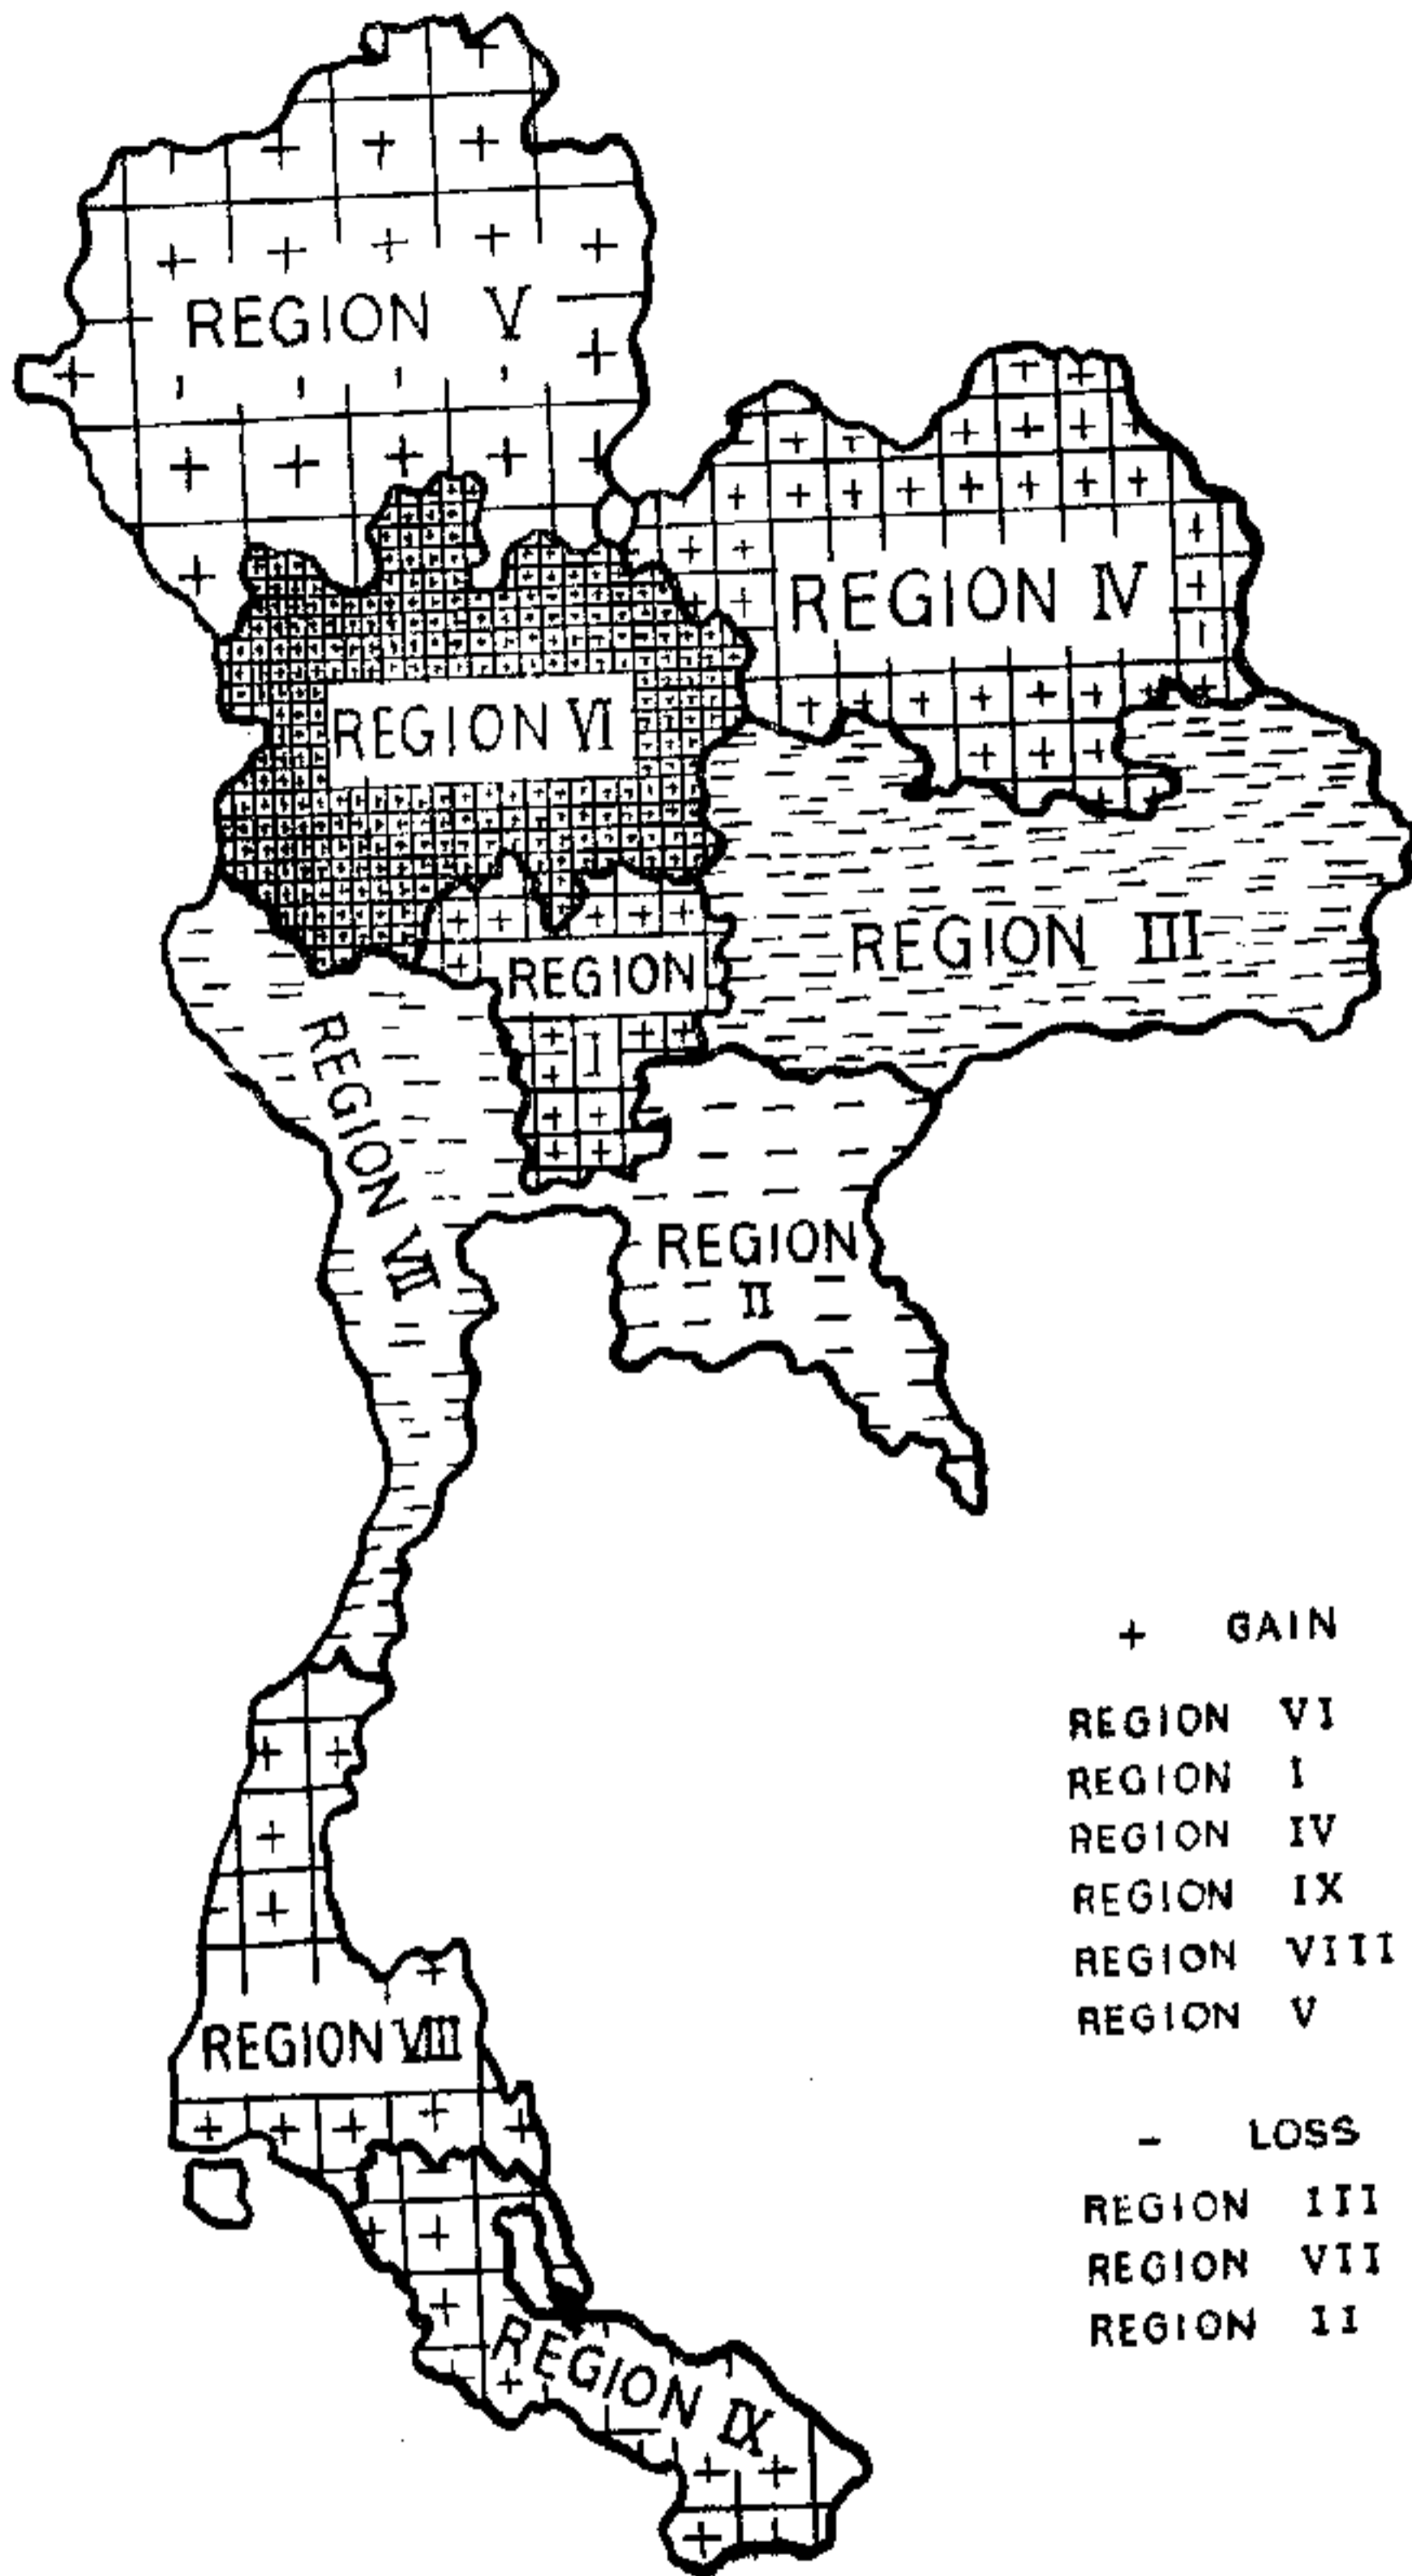 REGION V
REGION IV
REGION VI
REGION III
REGION
I
REGION VII
REGION
II
+ GAIN
REGION VI
REGION I
REGION IV
REGION IX
REGION VIII
REGION V
REGION VIII
- LOSS
REGION III
REGION VII
REGION II
REGION IX